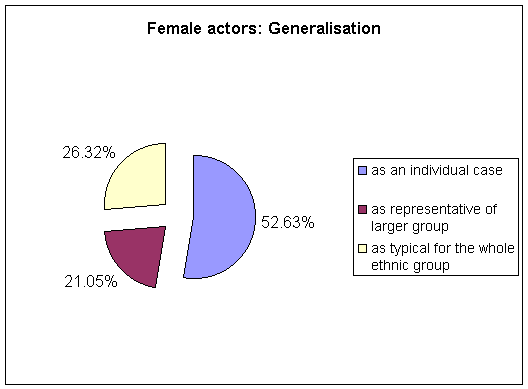 Female actors: Generalisation
26.32%
52.63%
21.05%
as an individual case
as representative of
larger group
as typical for the whole
ethnic group